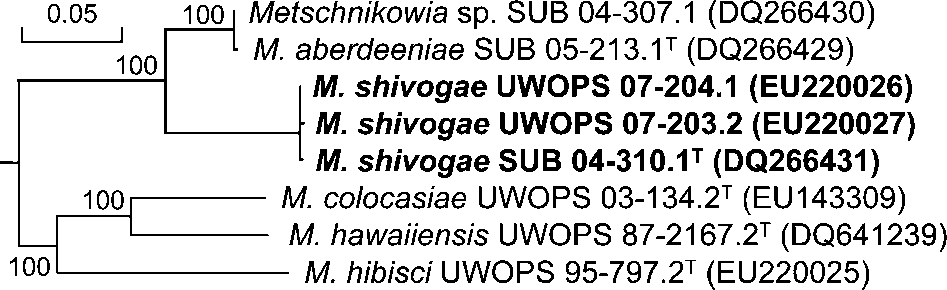 0.05
100
Metschnikowia sp. SUB 04-307.1 (DQ266430)
M. aberdeeniae SUB 05-213.1ᵀ (DQ266429)
100
M. shivogae UWOPS 07-204.1 (EU220026)
M. shivogae UWOPS 07-203.2 (EU220027)
M. shivogae SUB 04-310.1ᵀ (DQ266431)
M. colocasiae UWOPS 03-134.2ᵀ (EU143309)
100
M. hawaiiensis UWOPS 87-2167.2ᵀ (DQ641239)
100
M. hibisci UWOPS 95-797.2ᵀ (EU220025)